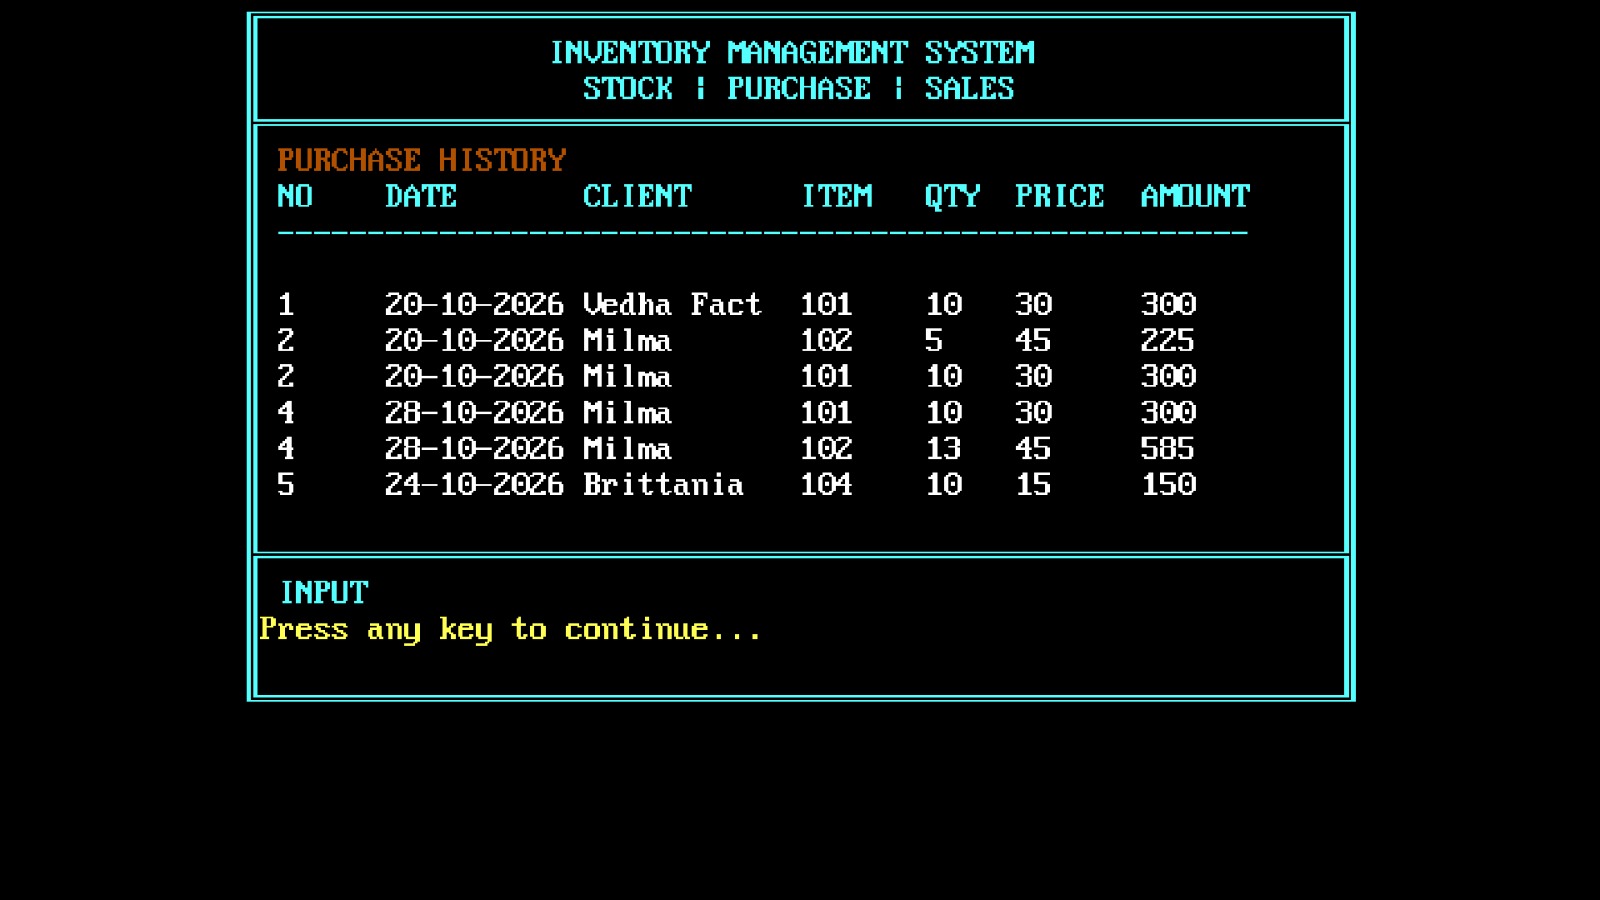 INVENTORY MANAGEMENT SYSTEM
STOCK ¦ PURCHASE ¦ SALES
PURCHASE HISTORY
NO DATE CLIENT ITEM QTY PRICE AMOUNT
------------------------------------------------------
1 20-10-2026 Vedha Fact 101 10 30 300
2 20-10-2026 Milma 102 5 45 225
2 20-10-2026 Milma 101 10 30 300
4 28-10-2026 Milma 101 10 30 300
4 28-10-2026 Milma 102 13 45 585
5 24-10-2026 Brittania 104 10 15 150
INPUT
Press any key to continue...